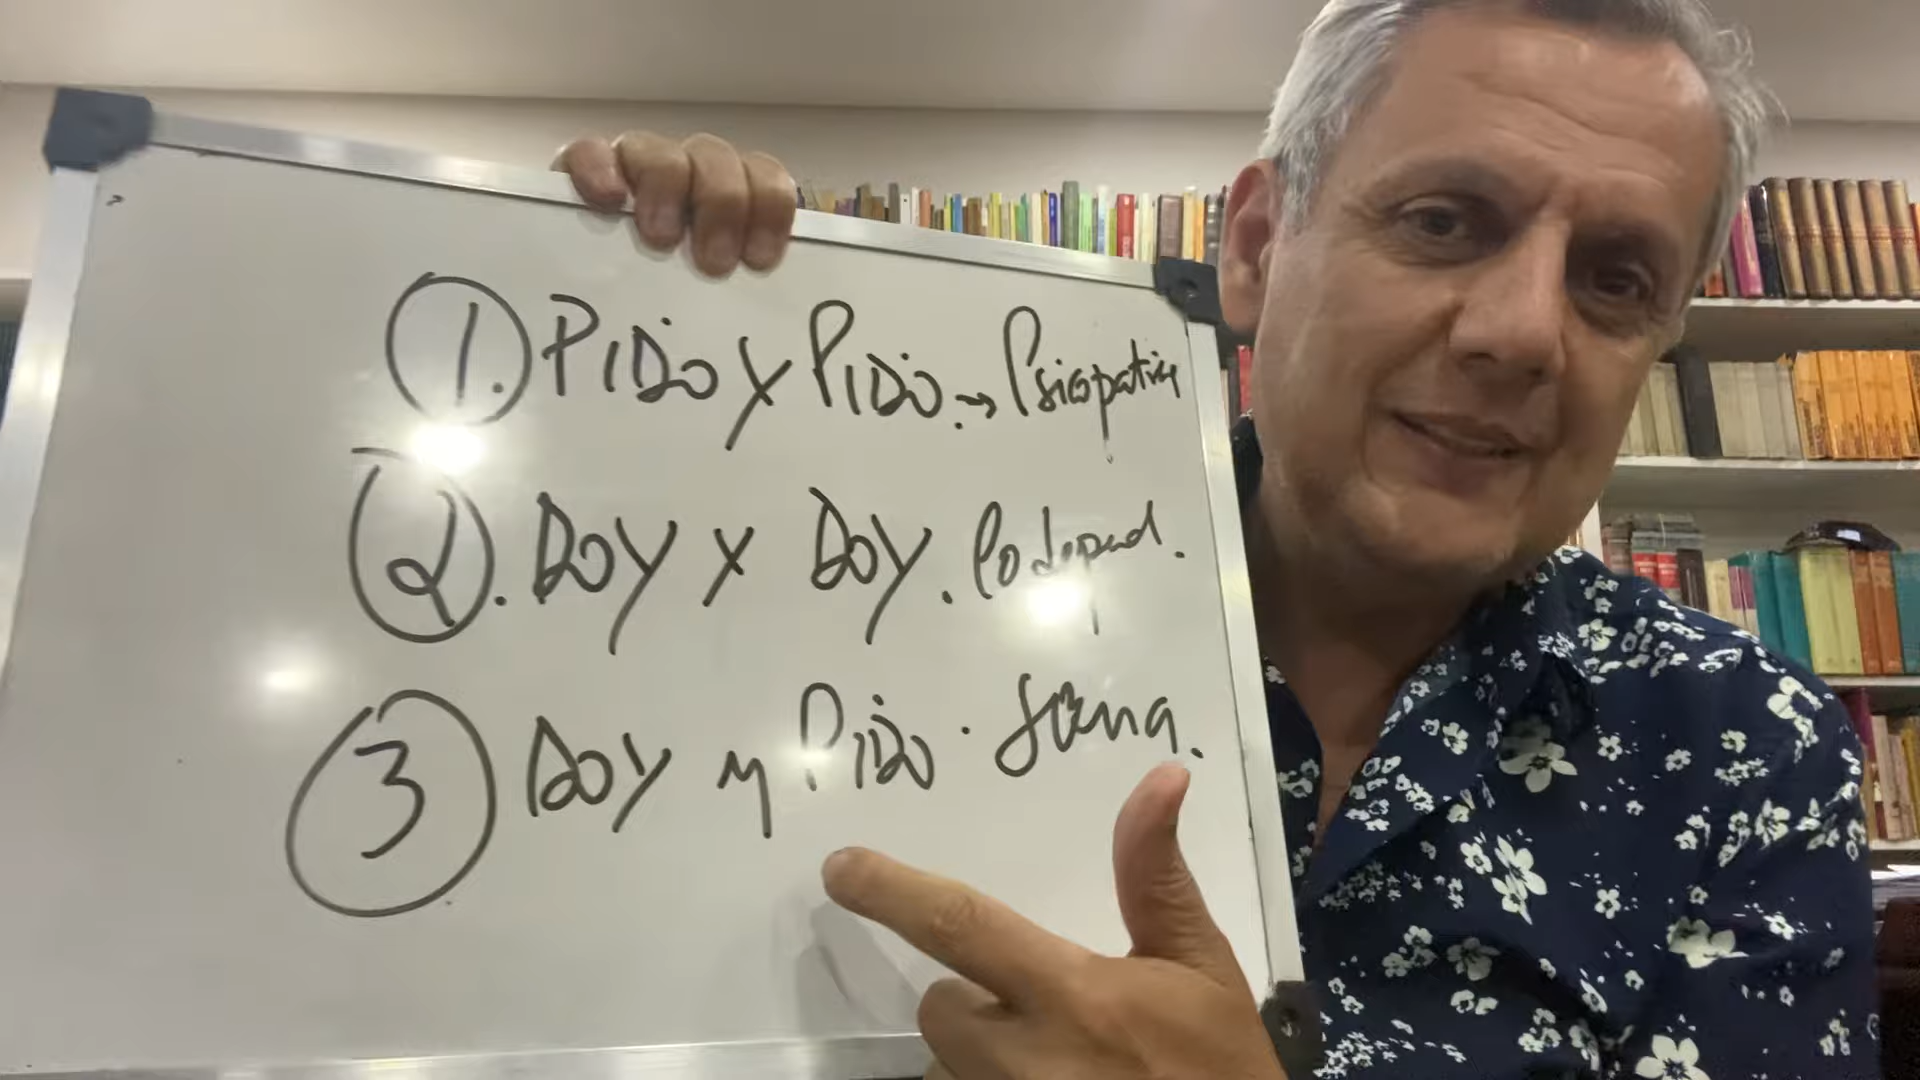 1. PIDO Y PIDO. → Psicopatía
2. DOY Y DOY. Codepend.
3 DOY Y PIDO. Sana.